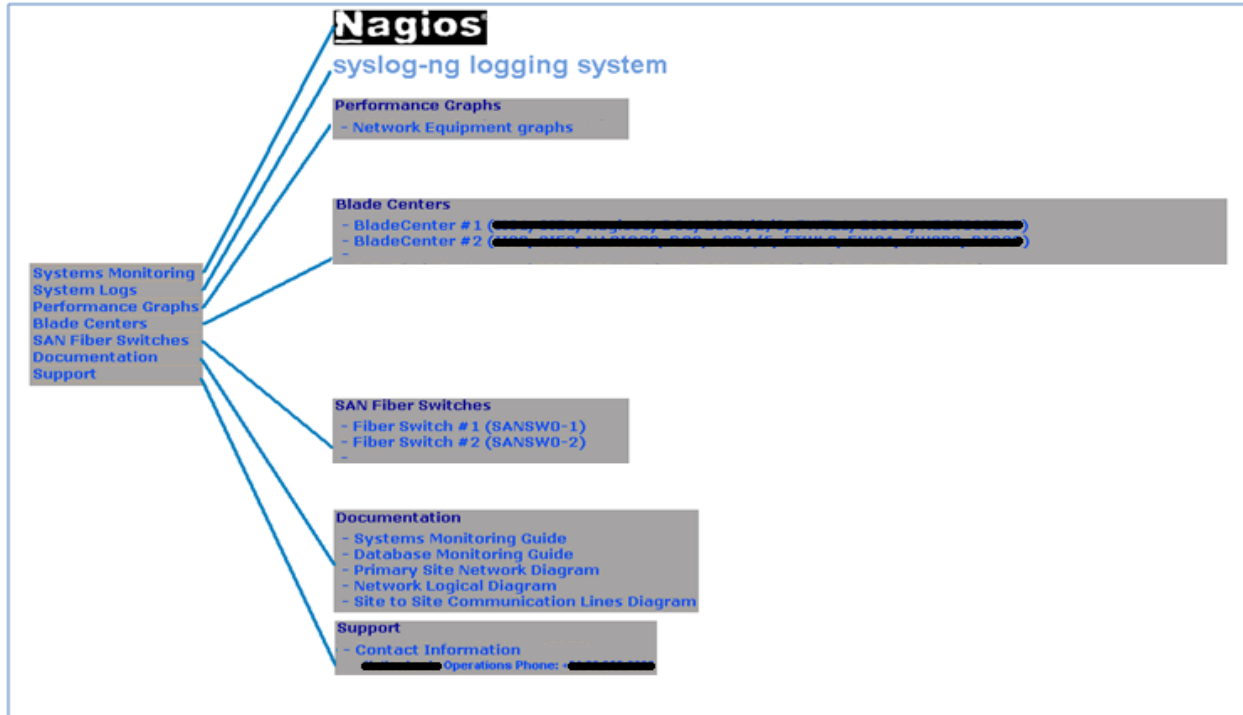 Nagios
syslog-ng logging system
Performance Graphs
- Network Equipment graphs
Blade Centers
- BladeCenter #1 (
)
- BladeCenter #2 (
)
-
Systems Monitoring
System Logs
Performance Graphs
Blade Centers
SAN Fiber Switches
Documentation
Support
SAN Fiber Switches
- Fiber Switch #1 (SANSW0-1)
- Fiber Switch #2 (SANSW0-2)
-
Documentation
- Systems Monitoring Guide
- Database Monitoring Guide
- Primary Site Network Diagram
- Network Logical Diagram
- Site to Site Communication Lines Diagram
Support
- Contact Information
Operations Phone: